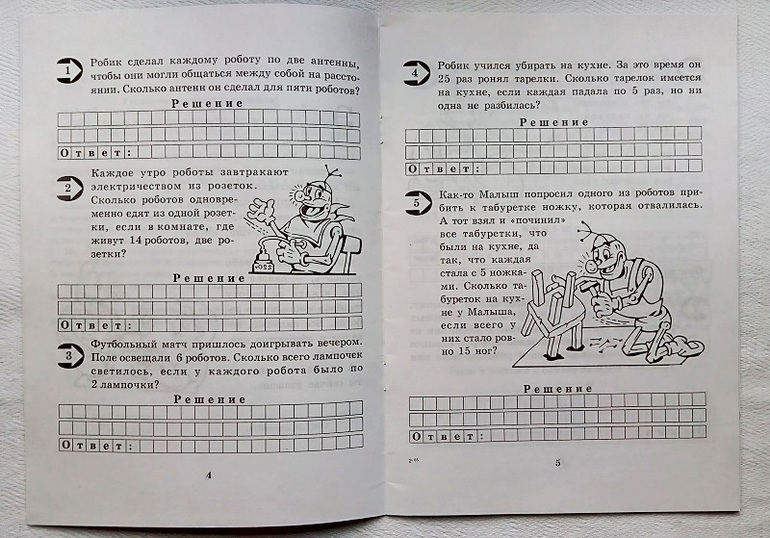 1
Робик сделал каждому роботу по две антенны,
чтобы они могли общаться между собой на рассто-
янии. Сколько антенн он сделал для пяти роботов?
Решение
Ответ:
2
Каждое утро роботы завтракают
электричеством из розеток.
Сколько роботов одновре-
менно едят из одной розет-
ки, если в комнате, где
живут 14 роботов, две ро-
зетки?
Решение
Ответ:
3
Футбольный матч пришлось доигрывать вечером.
Поле освещали 6 роботов. Сколько всего лампочек
светилось, если у каждого робота было по
2 лампочки?
Решение
Ответ:
4
4
Робик учился убирать на кухне. За это время он
25 раз ронял тарелки. Сколько тарелок имеется
на кухне, если каждая падала по 5 раз, но ни
одна не разбилась?
Решение
Ответ:
5
Как-то Малыш попросил одного из роботов при-
бить к табуретке ножку, которая отвалилась.
А тот взял и «починил»
все табуретки, что
были на кухне, да
так, что каждая
стала с 5 ножка-
ми. Сколько та-
буреток на кух-
не у Малыша,
если всего у
них стало ров-
но 15 ног?
Решение
Ответ:
5